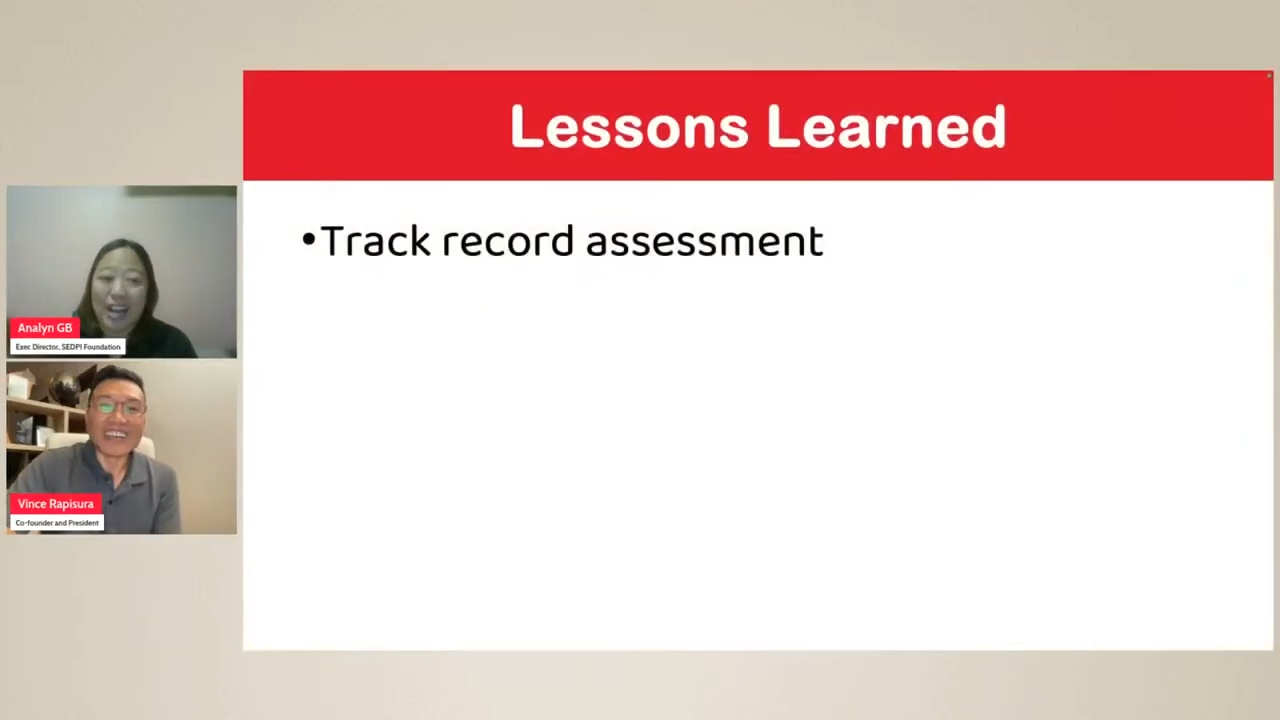 Lessons Learned
•Track record assessment
Analyn GB
Exec Director, SEDPI Foundation
Vince Rapisura
Co-founder and President